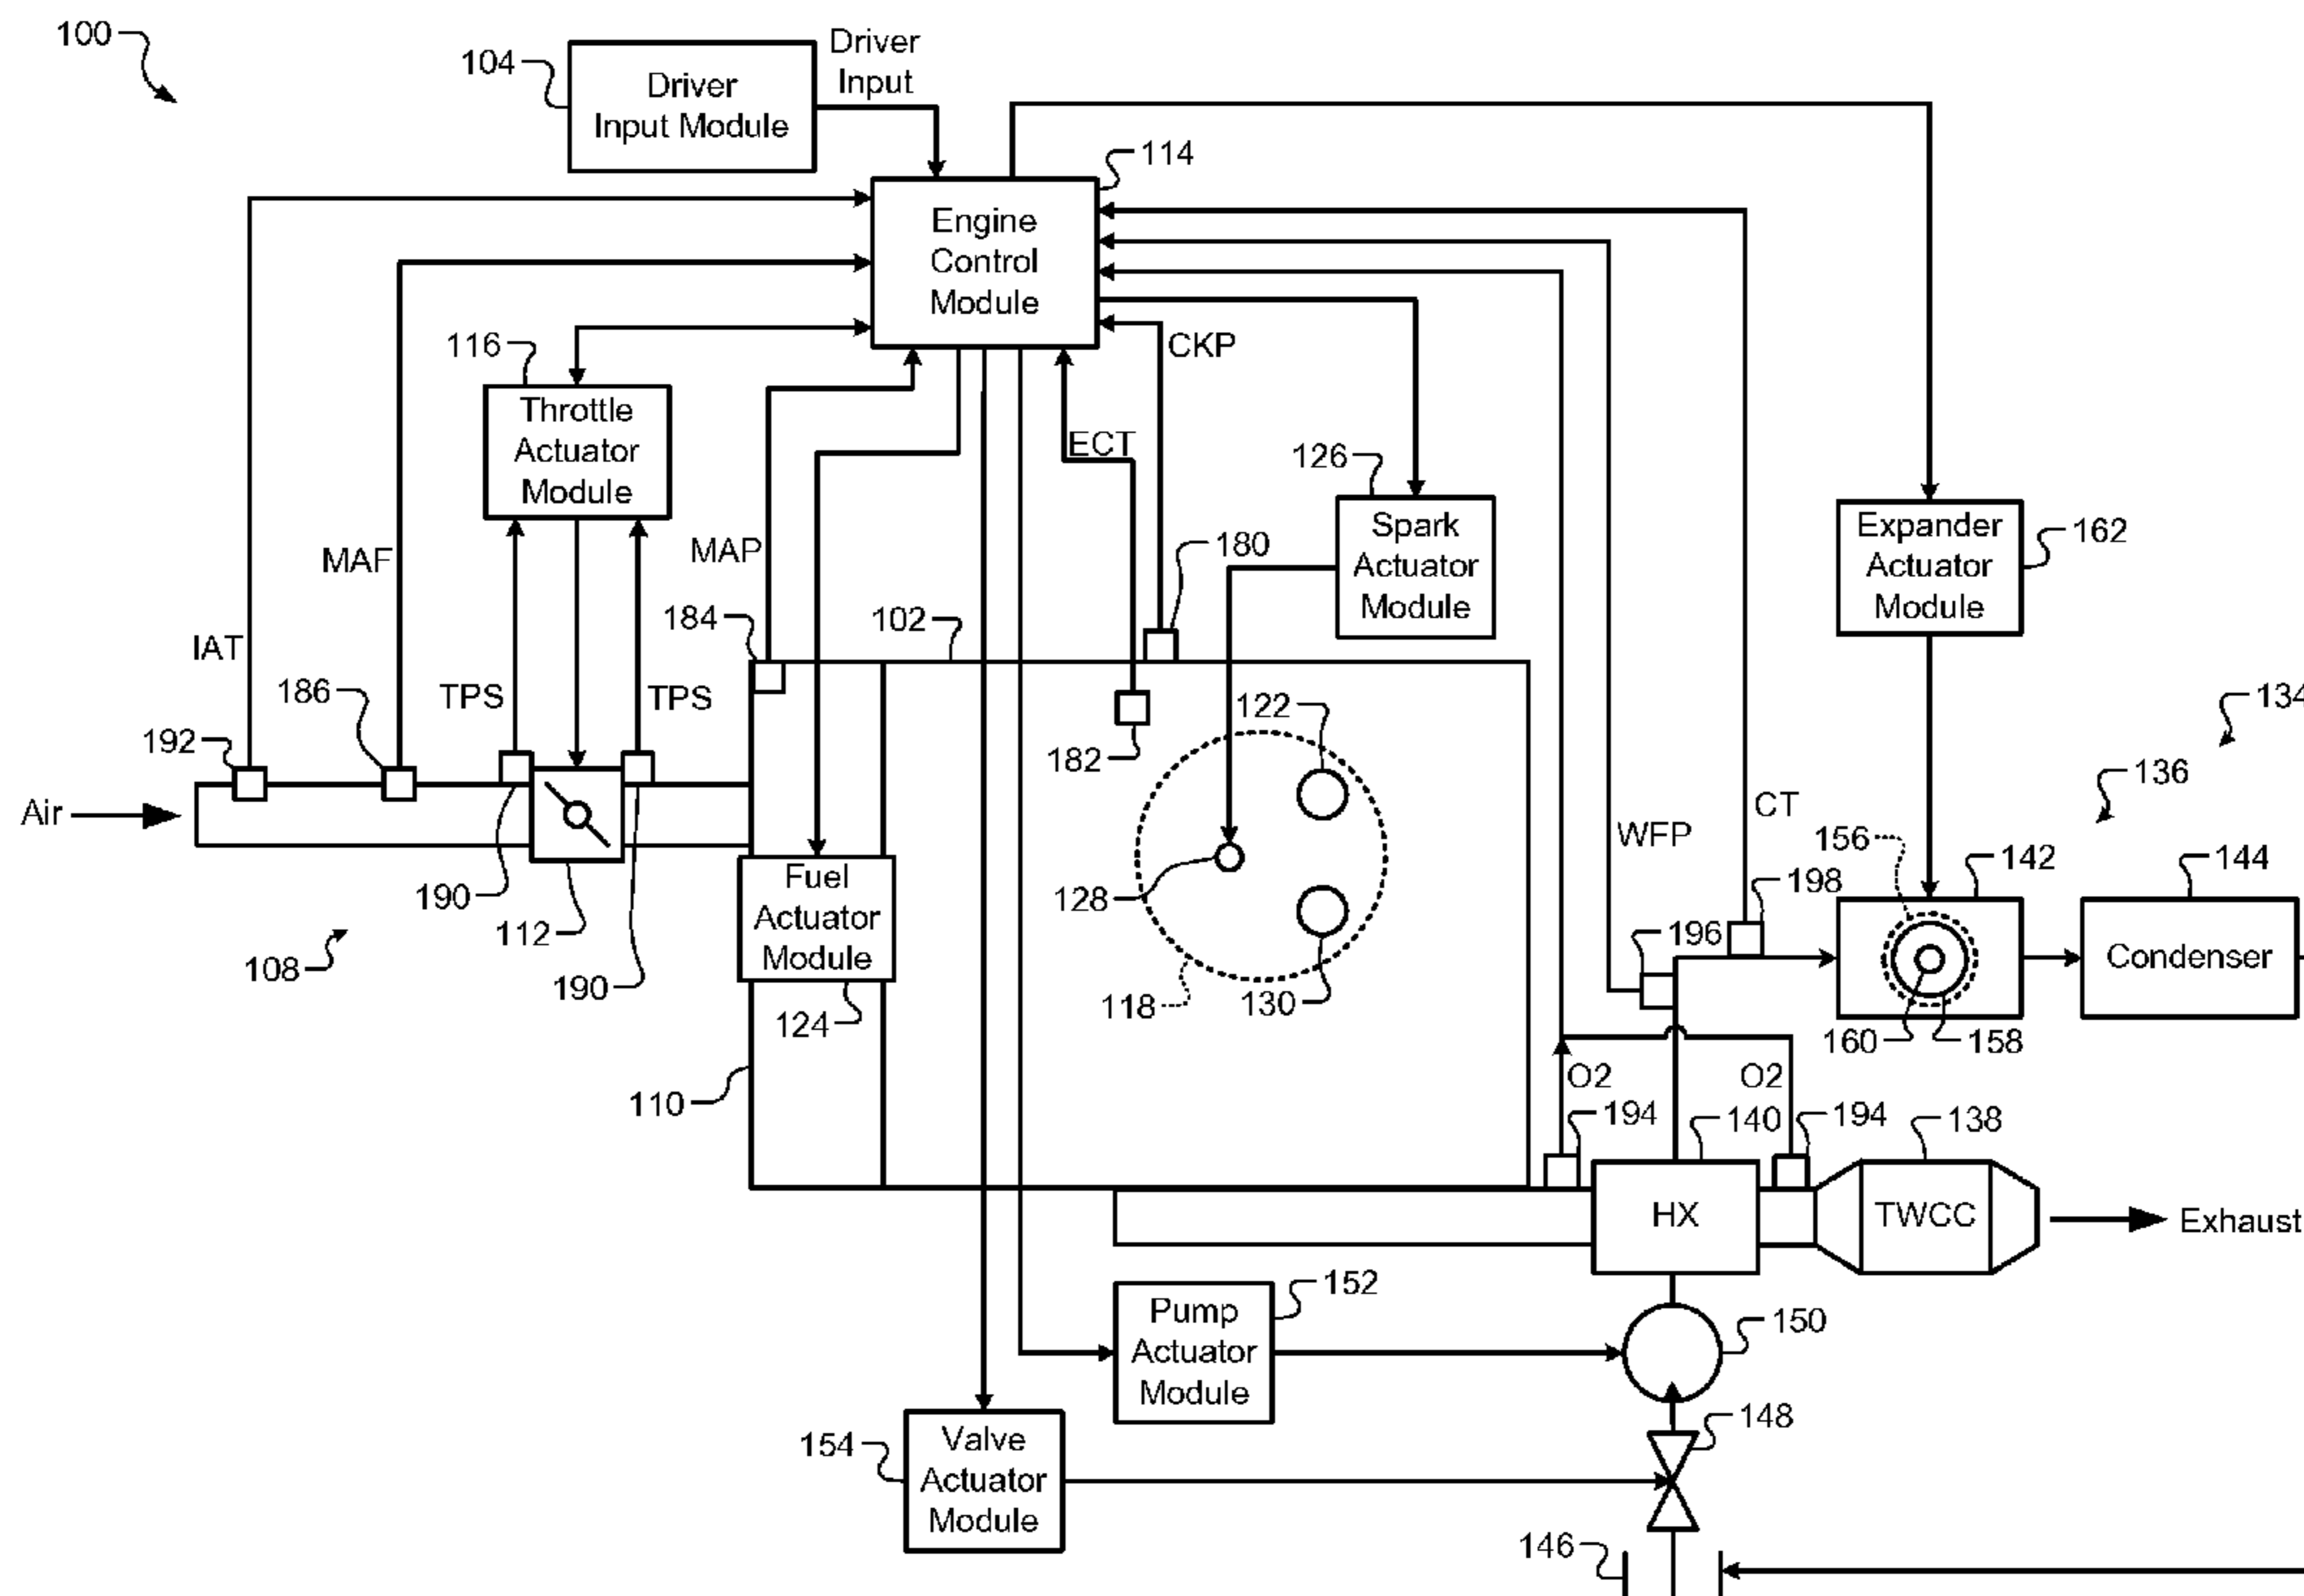 100
104
Driver
Input Module
Driver
Input
114
Engine
Control
Module
116
Throttle
Actuator
Module
CKP
ECT
126
Spark
Actuator
Module
Expander
Actuator
Module
162
MAF
MAP
180
184
102
IAT
186
TPS
TPS
122
192
182
134
136
Air
CT
WFP
156
142
144
190
112
108
190
Fuel
Actuator
Module
124
128
118
130
198
196
Condenser
160
158
110
O2
O2
194
140
194
138
HX
TWCC
Exhaust
152
Pump
Actuator
Module
150
154
Valve
Actuator
Module
148
146